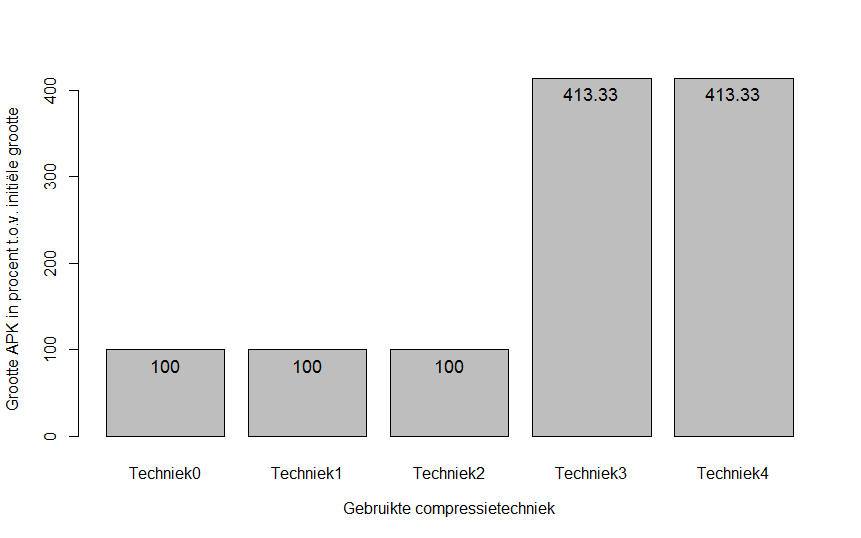 Grootte APK in procent t.o.v. initiële grootte
400
300
200
100
0
100
100
100
413.33
413.33
Techniek0
Techniek1
Techniek2
Techniek3
Techniek4
Gebruikte compressietechniek